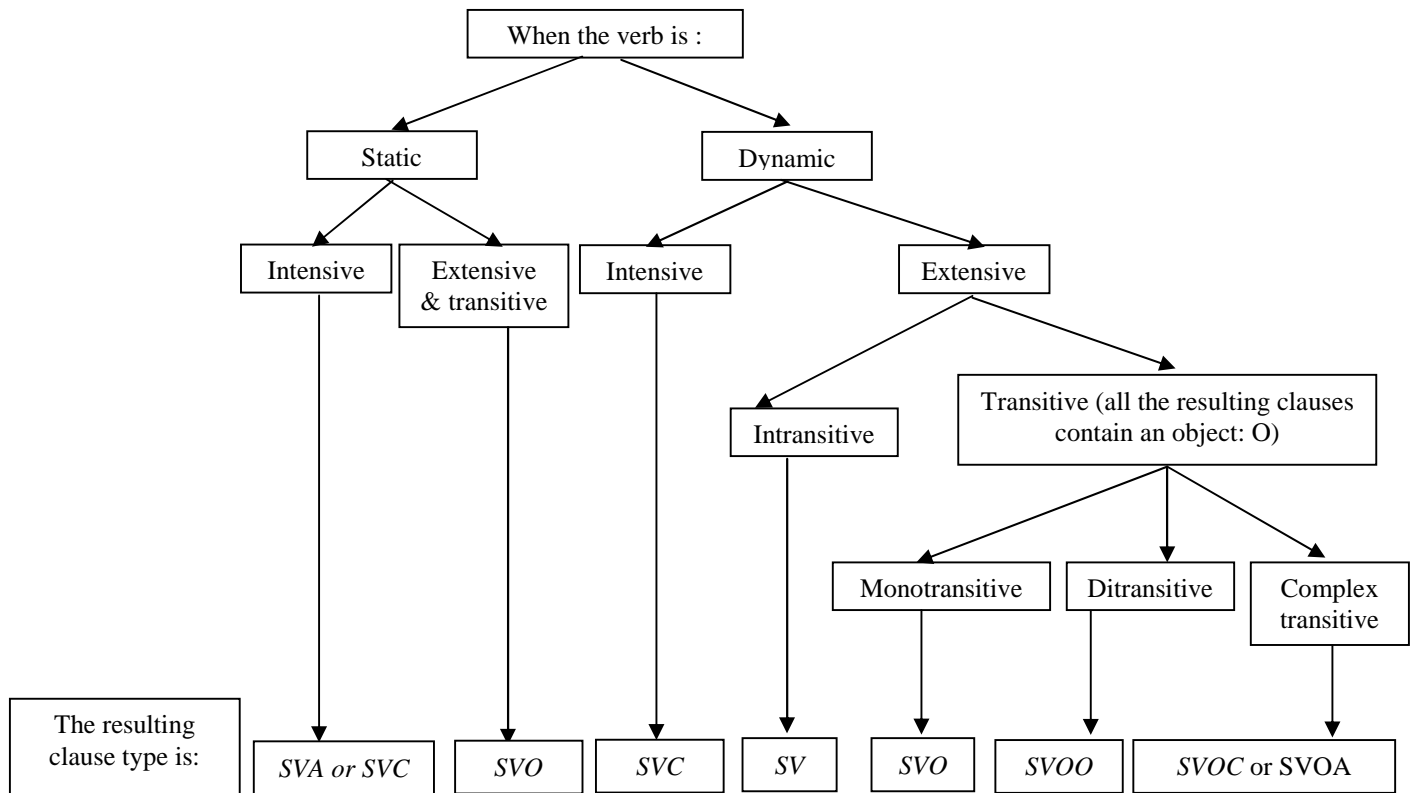 When the verb is :
Static
Dynamic
Intensive
Extensive
& transitive
Intensive
Extensive
Intransitive
Transitive (all the resulting clauses
contain an object: O)
Monotransitive
Ditransitive
Complex
transitive
The resulting
clause type is:
SVA or SVC
SVO
SVC
SV
SVO
SVOO
SVOC or SVOA